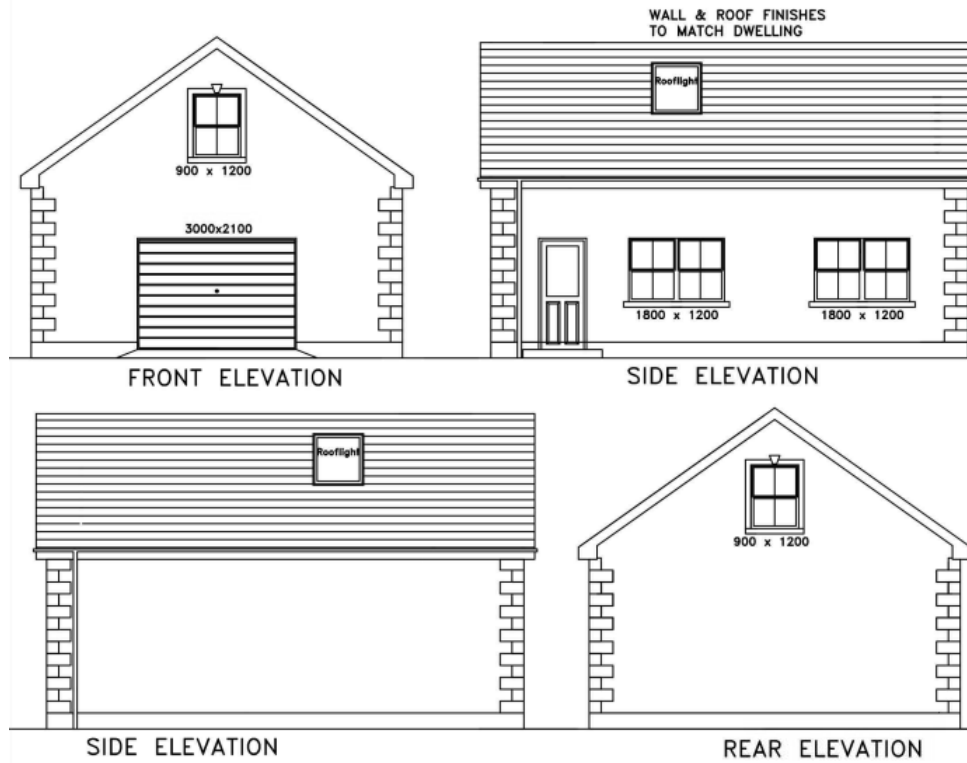 WALL & ROOF FINISHES
TO MATCH DWELLING
Rooflight
900 x 1200
3000x2100
1800 x 1200
1800 x 1200
FRONT ELEVATION
SIDE ELEVATION
Rooflight
900 x 1200
SIDE ELEVATION
REAR ELEVATION